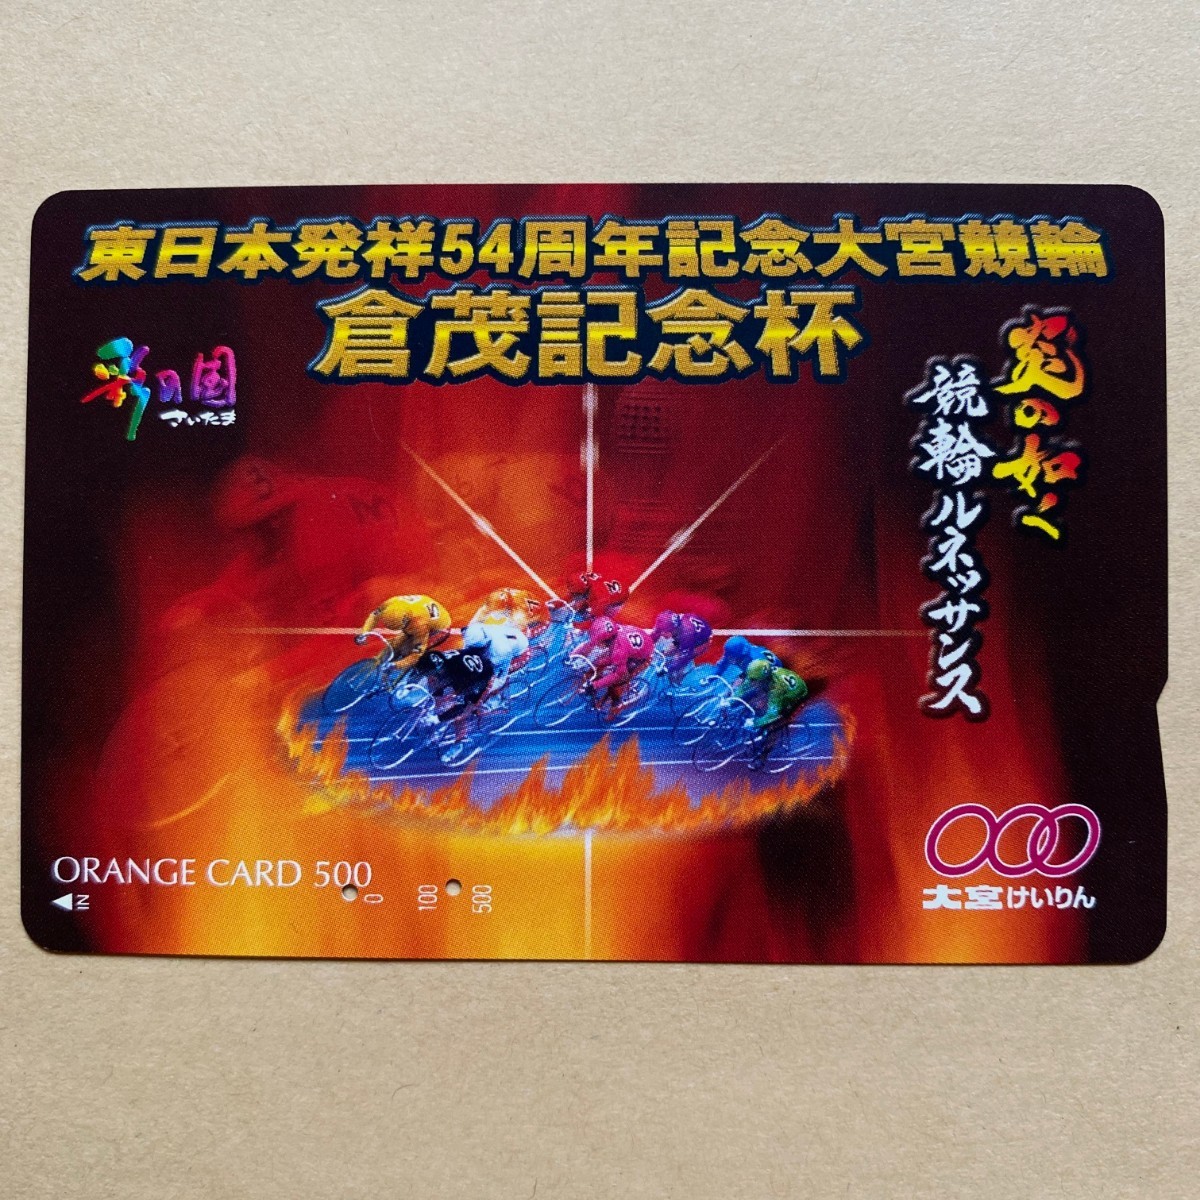 東日本発祥54周年記念大宮競輪
倉茂記念杯
彩の国
さいたま
炎の如く
競輪ルネッサンス
ORANGE CARD 500
IN
0
100
500
大宮けいりん